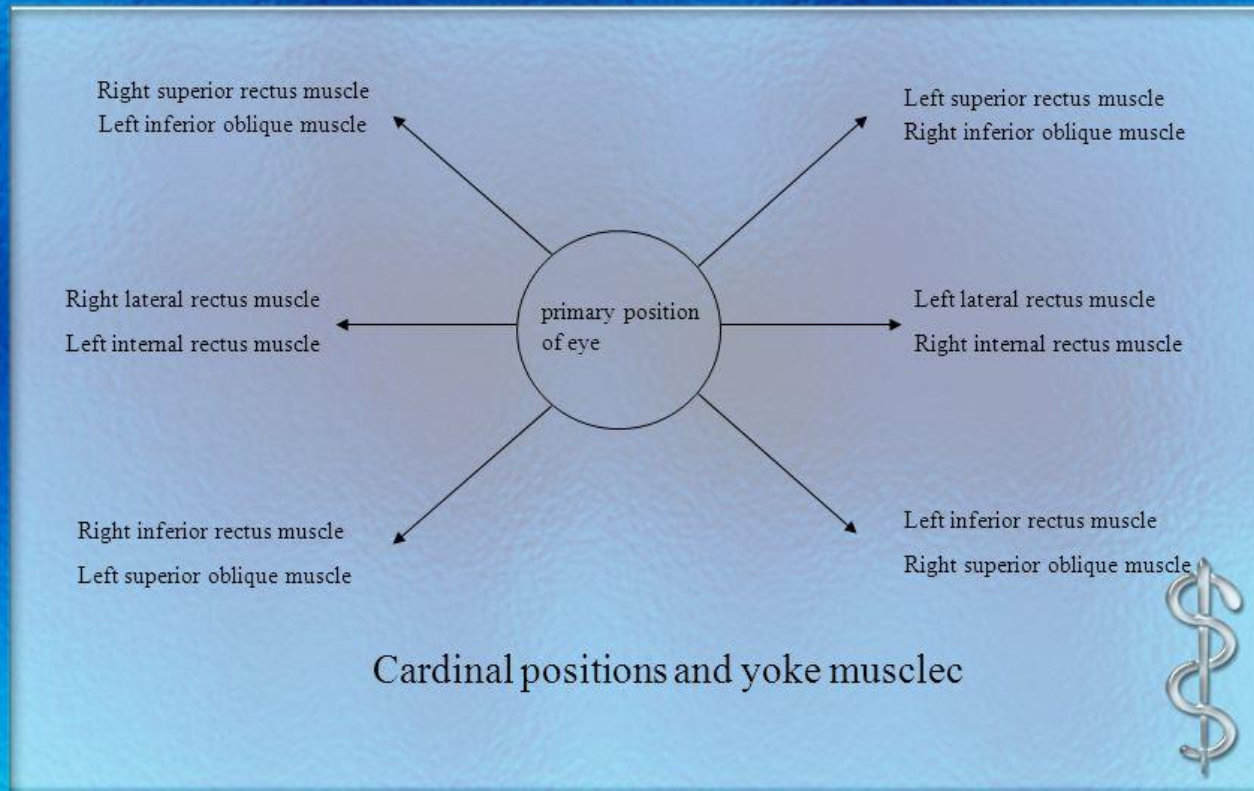 Right superior rectus muscle
Left inferior oblique muscle
Left superior rectus muscle
Right inferior oblique muscle
Right lateral rectus muscle
Left internal rectus muscle
primary position
of eye
Left lateral rectus muscle
Right internal rectus muscle
Right inferior rectus muscle
Left superior oblique muscle
Left inferior rectus muscle
Right superior oblique muscle
Cardinal positions and yoke musclec